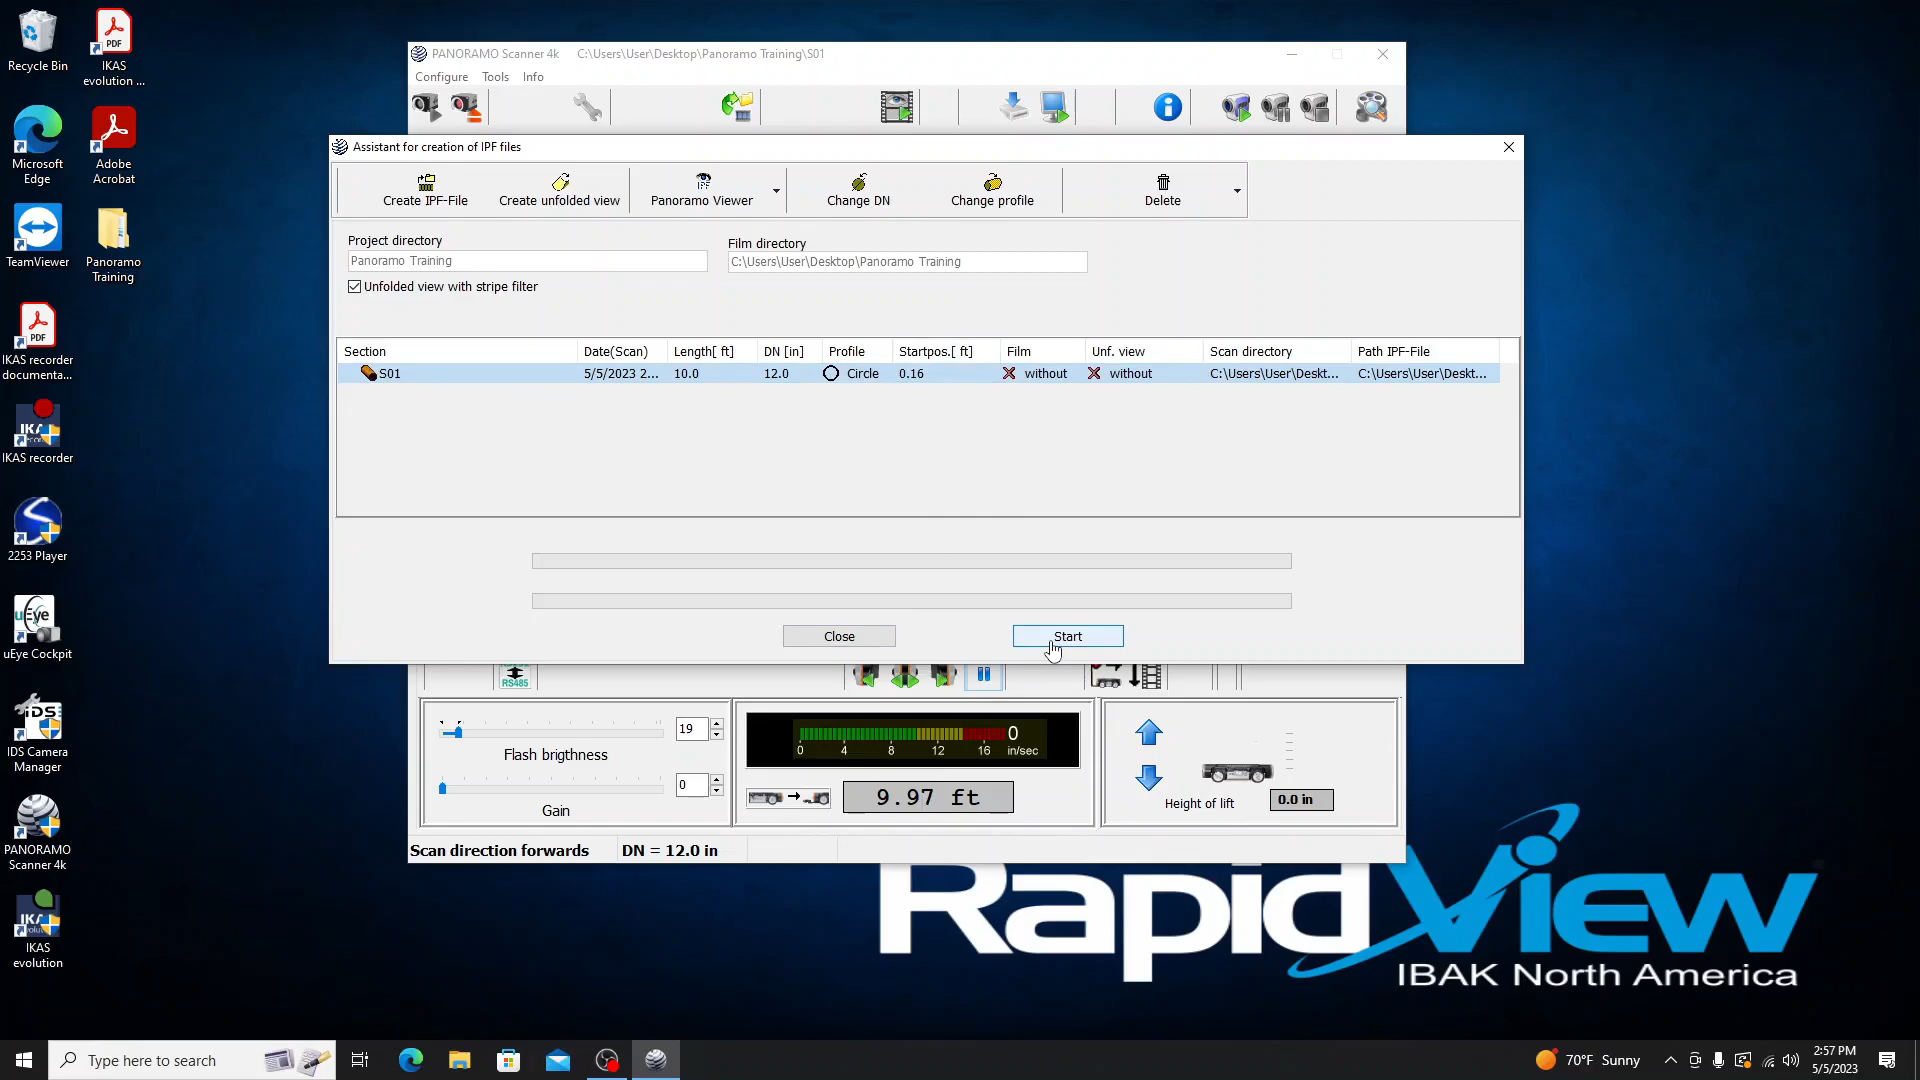 Recycle Bin
IKAS
evolution ...
Microsoft
Edge
Adobe
Acrobat
TeamViewer
Panoramo
Training
IKAS recorder
documenta...
IKAS recorder
2253 Player
uEye Cockpit
IDS Camera
Manager
PANORAMO
Scanner 4k
IKAS
evolution
PANORAMO Scanner 4k C:\Users\User\Desktop\Panoramo Training\S01
Configure Tools Info
Assistant for creation of IPF files
Create IPF-File Create unfolded view Panoramo Viewer Change DN Change profile Delete
Project directory
Panoramo Training
Film directory
C:\Users\User\Desktop\Panoramo Training
Unfolded view with stripe filter
Section Date(Scan) Length[ ft] DN [in] Profile Startpos.[ ft] Film Unf. view Scan directory Path IPF-File
S01 5/5/2023 2... 10.0 12.0 Circle 0.16 without without C:\Users\User\Deskt... C:\Users\User\Deskt...
Close Start
RS485
19
Flash brigthness
0
Gain
0
0 4 8 12 16 in/sec
9.97 ft
Height of lift 0.0 in
Scan direction forwards DN = 12.0 in
RapidView
IBAK North America
Type here to search
70°F Sunny
2:57 PM
5/5/2023